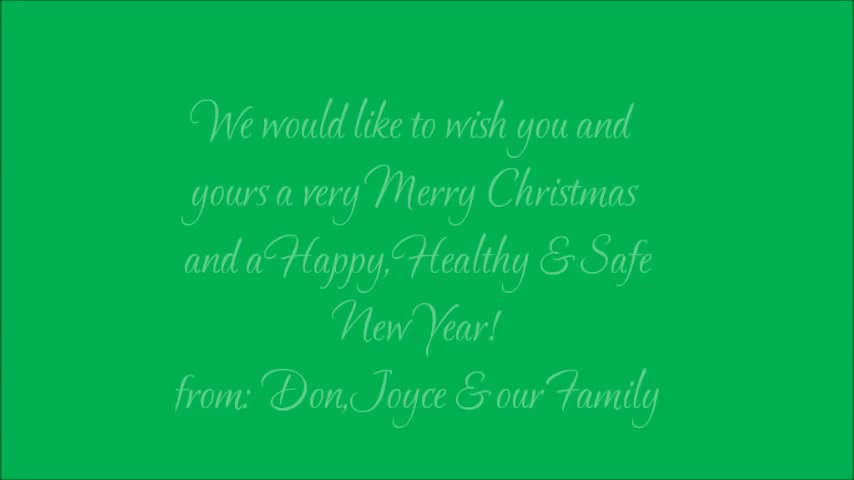 We would like to wish you and
yours a very Merry Christmas
and a Happy, Healthy & Safe
New Year!
from: Don, Joyce & our Family